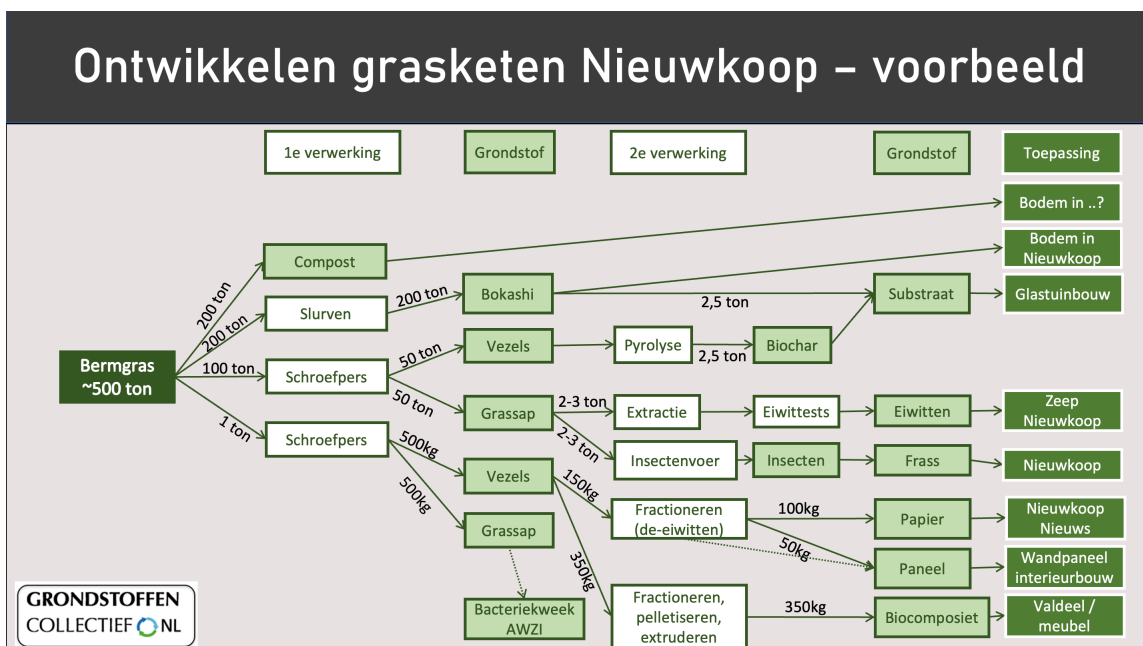 Ontwikkelen grasketen Nieuwkoop – voorbeeld
1e verwerking
Grondstof
2e verwerking
Grondstof
Toepassing
Bodem in ..?
Bodem in
Nieuwkoop
Compost
200 ton
Slurven
200 ton
200 ton
Bokashi
2,5 ton
Substraat
Glastuinbouw
Bermgras
~500 ton
100 ton
Schroefpers
50 ton
Vezels
Pyrolyse
2,5 ton
Biochar
50 ton
Grassap
2-3 ton
Extractie
Eiwittests
Eiwitten
Zeep
Nieuwkoop
1 ton
Schroefpers
2-3 ton
Insectenvoer
Insecten
Frass
Nieuwkoop
500kg
Vezels
500kg
Grassap
150kg
Fractioneren
(de-eiwitten)
100kg
Papier
Nieuwkoop
Nieuws
50kg
Paneel
Wandpaneel
interieurbouw
350kg
Bacteriekweek
AWZI
Fractioneren,
pelletiseren,
extruderen
350kg
Biocomposiet
Valdeel /
meubel
GRONDSTOFFEN
COLLECTIEF NL